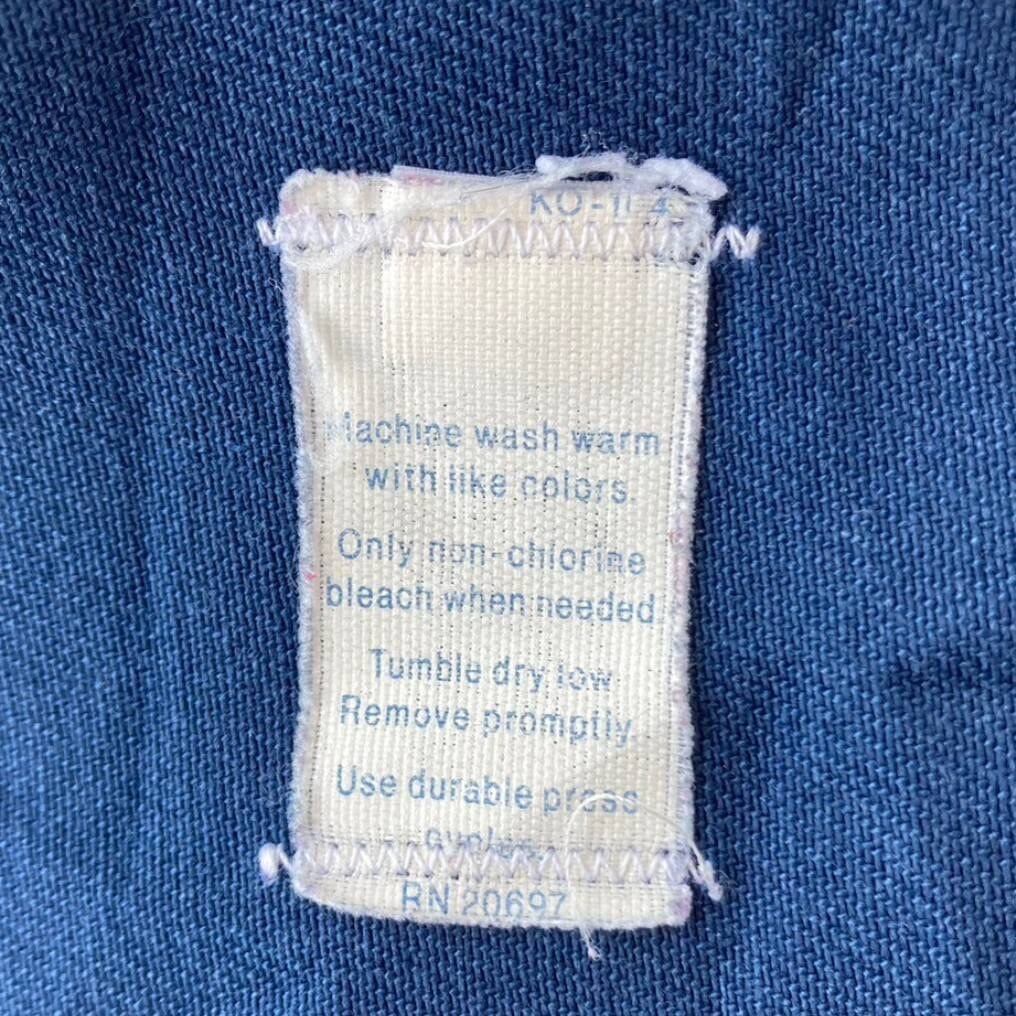 Machine wash warm
with like colors.
Only non-chlorine
bleach when needed
Tumble dry low
Remove promptly.
Use durable press
cycles.
RN 20697